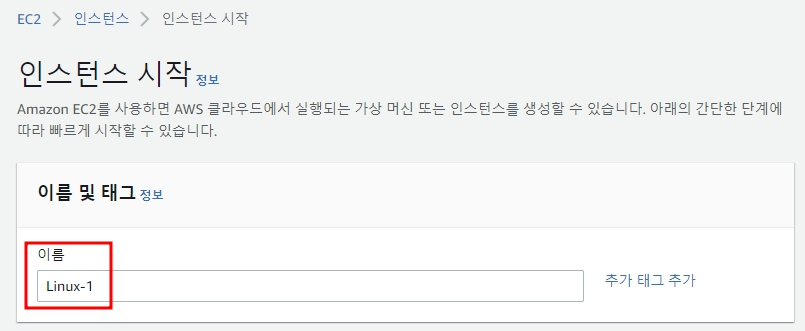 EC2 > 인스턴스 > 인스턴스 시작
인스턴스 시작 정보
Amazon EC2를 사용하면 AWS 클라우드에서 실행되는 가상 머신 또는 인스턴스를 생성할 수 있습니다. 아래의 간단한 단계에
따라 빠르게 시작할 수 있습니다.
이름 및 태그 정보
이름
Linux-1 추가 태그 추가